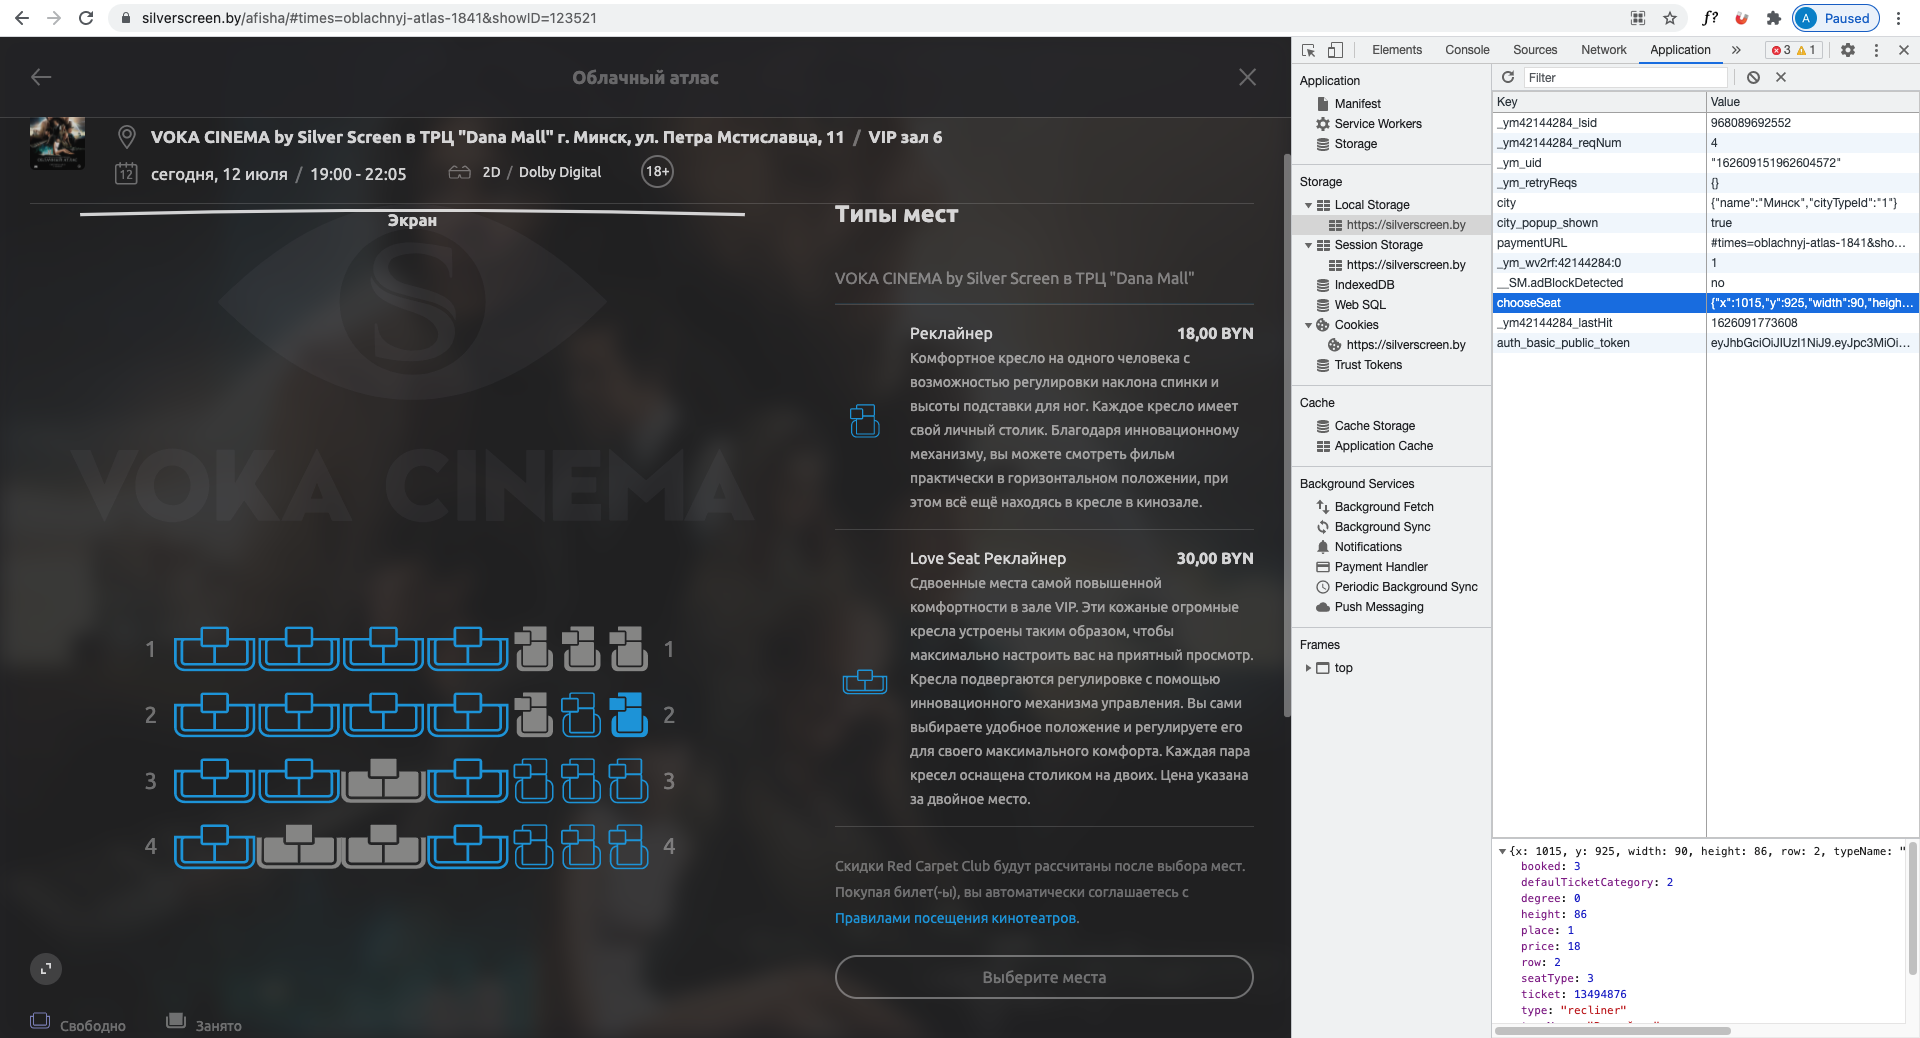 silverscreen.by/afisha/#times=oblachnyj-atlas-1841&showID=123521
f?
A Paused
Облачный атлас
VOKA CINEMA by Silver Screen в ТРЦ "Dana Mall" г. Минск, ул. Петра Мстиславца, 11 / VIP зал 6
12 сегодня, 12 июля / 19:00 - 22:05 2D / Dolby Digital 18+
Экран
S
VOKA CINEMA
1 1
2 2
3 3
4 4
Свободно Занято
Типы мест
VOKA CINEMA by Silver Screen в ТРЦ "Dana Mall"
Реклайнер 18,00 BYN
Комфортное кресло на одного человека с
возможностью регулировки наклона спинки и
высоты подставки для ног. Каждое кресло имеет
свой личный столик. Благодаря инновационному
механизму, вы можете смотреть фильм
практически в горизонтальном положении, при
этом всё ещё находясь в кресле в кинозале.
Love Seat Реклайнер 30,00 BYN
Сдвоенные места самой повышенной
комфортности в зале VIP. Эти кожаные огромные
кресла устроены таким образом, чтобы
максимально настроить вас на приятный просмотр.
Кресла подвергаются регулировке с помощью
инновационного механизма управления. Вы сами
выбираете удобное положение и регулируете его
для своего максимального комфорта. Каждая пара
кресел оснащена столиком на двоих. Цена указана
за двойное место.
Скидки Red Carpet Club будут рассчитаны после выбора мест.
Покупая билет(-ы), вы автоматически соглашаетесь с
Правилами посещения кинотеатров.
Выберите места
Elements Console Sources Network Application » 3 1
Application
Manifest
Service Workers
Storage
Storage
Local Storage
https://silverscreen.by
Session Storage
https://silverscreen.by
IndexedDB
Web SQL
Cookies
https://silverscreen.by
Trust Tokens
Cache
Cache Storage
Application Cache
Background Services
Background Fetch
Background Sync
Notifications
Payment Handler
Periodic Background Sync
Push Messaging
Frames
top
Filter
Key Value
_ym42144284_lsid 968089692552
_ym42144284_reqNum 4
_ym_uid "162609151962604572"
_ym_retryReqs {}
city {"name":"Минск","cityTypeId":"1"}
city_popup_shown true
paymentURL #times=oblachnyj-atlas-1841&sho...
_ym_wv2rf:42144284:0 1
__SM.adBlockDetected no
chooseSeat {"x":1015,"y":925,"width":90,"heigh...
_ym42144284_lastHit 1626091773608
auth_basic_public_token eyJhbGciOiJIUzI1NiJ9.eyJpc3MiOi...
{x: 1015, y: 925, width: 90, height: 86, row: 2, typeName: "
booked: 3
defaulTicketCategory: 2
degree: 0
height: 86
place: 1
price: 18
row: 2
seatType: 3
ticket: 13494876
type: "recliner"